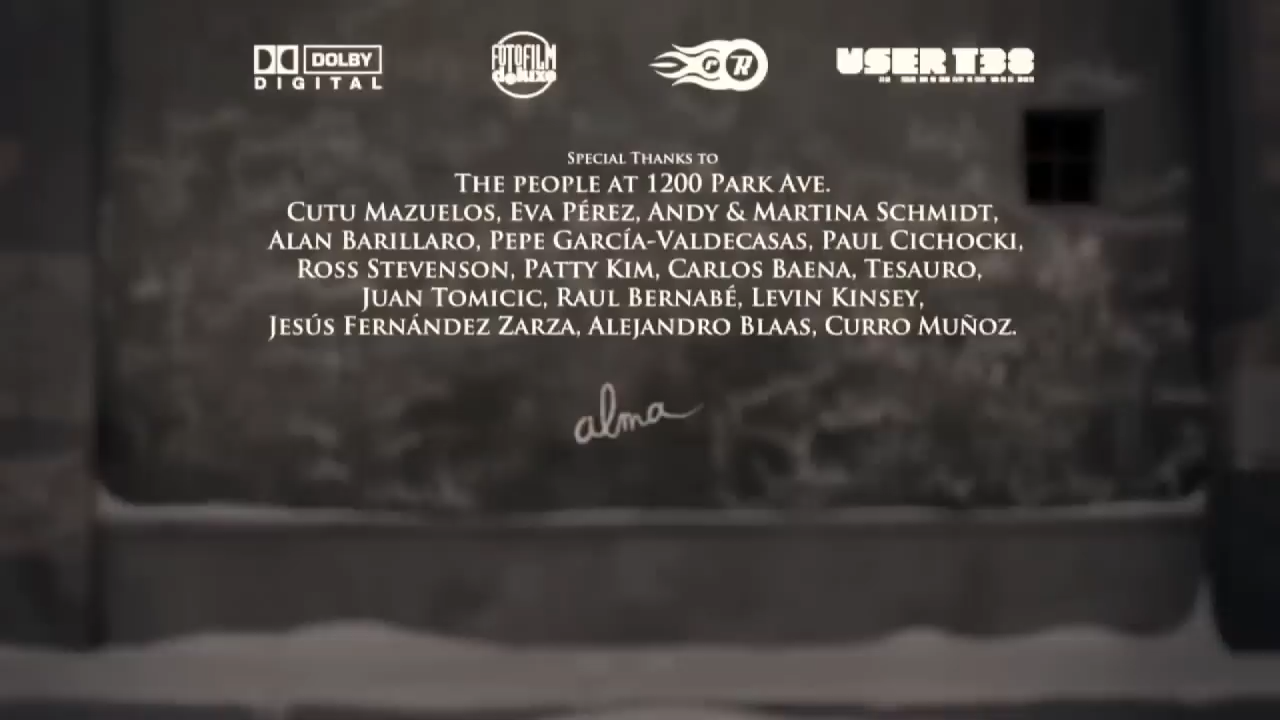 DOLBY
DIGITAL
FOTOFILM
deluxe
R
USER T38
SPECIAL THANKS TO
THE PEOPLE AT 1200 PARK AVE.
CUTU MAZUELOS, EVA PÉREZ, ANDY & MARTINA SCHMIDT,
ALAN BARILLARO, PEPE GARCÍA-VALDECASAS, PAUL CICHOCKI,
ROSS STEVENSON, PATTY KIM, CARLOS BAENA, TESAURO,
JUAN TOMICIC, RAUL BERNABÉ, LEVIN KINSEY,
JESÚS FERNÁNDEZ ZARZA, ALEJANDRO BLAAS, CURRO MUÑOZ.
alma